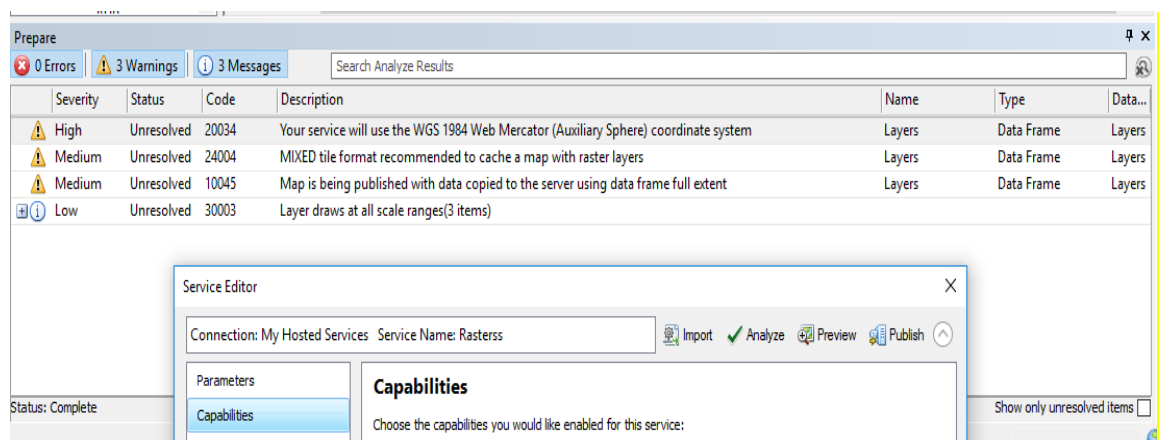 Prepare
0 Errors 3 Warnings 3 Messages Search Analyze Results
Severity Status Code Description Name Type Data...
High Unresolved 20034 Your service will use the WGS 1984 Web Mercator (Auxiliary Sphere) coordinate system Layers Data Frame Layers
Medium Unresolved 24004 MIXED tile format recommended to cache a map with raster layers Layers Data Frame Layers
Medium Unresolved 10045 Map is being published with data copied to the server using data frame full extent Layers Data Frame Layers
Low Unresolved 30003 Layer draws at all scale ranges(3 items)
Service Editor
Connection: My Hosted Services Service Name: Rasterss Import Analyze Preview Publish
Parameters
Capabilities
Capabilities
Choose the capabilities you would like enabled for this service:
Status: Complete Show only unresolved items